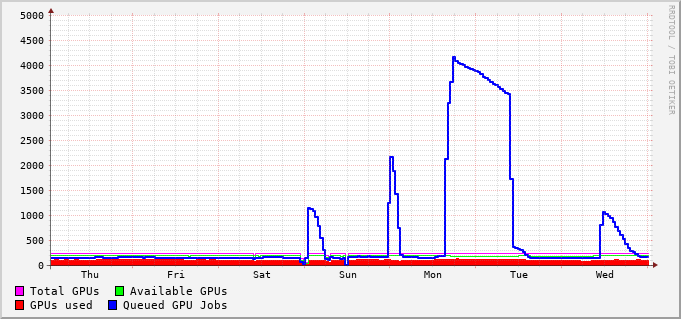 5000
4500
4000
3500
3000
2500
2000
1500
1000
500
0
Thu Fri Sat Sun Mon Tue Wed
Total GPUs Available GPUs
GPUs used Queued GPU Jobs
RRDTOOL / TOBI OETIKER